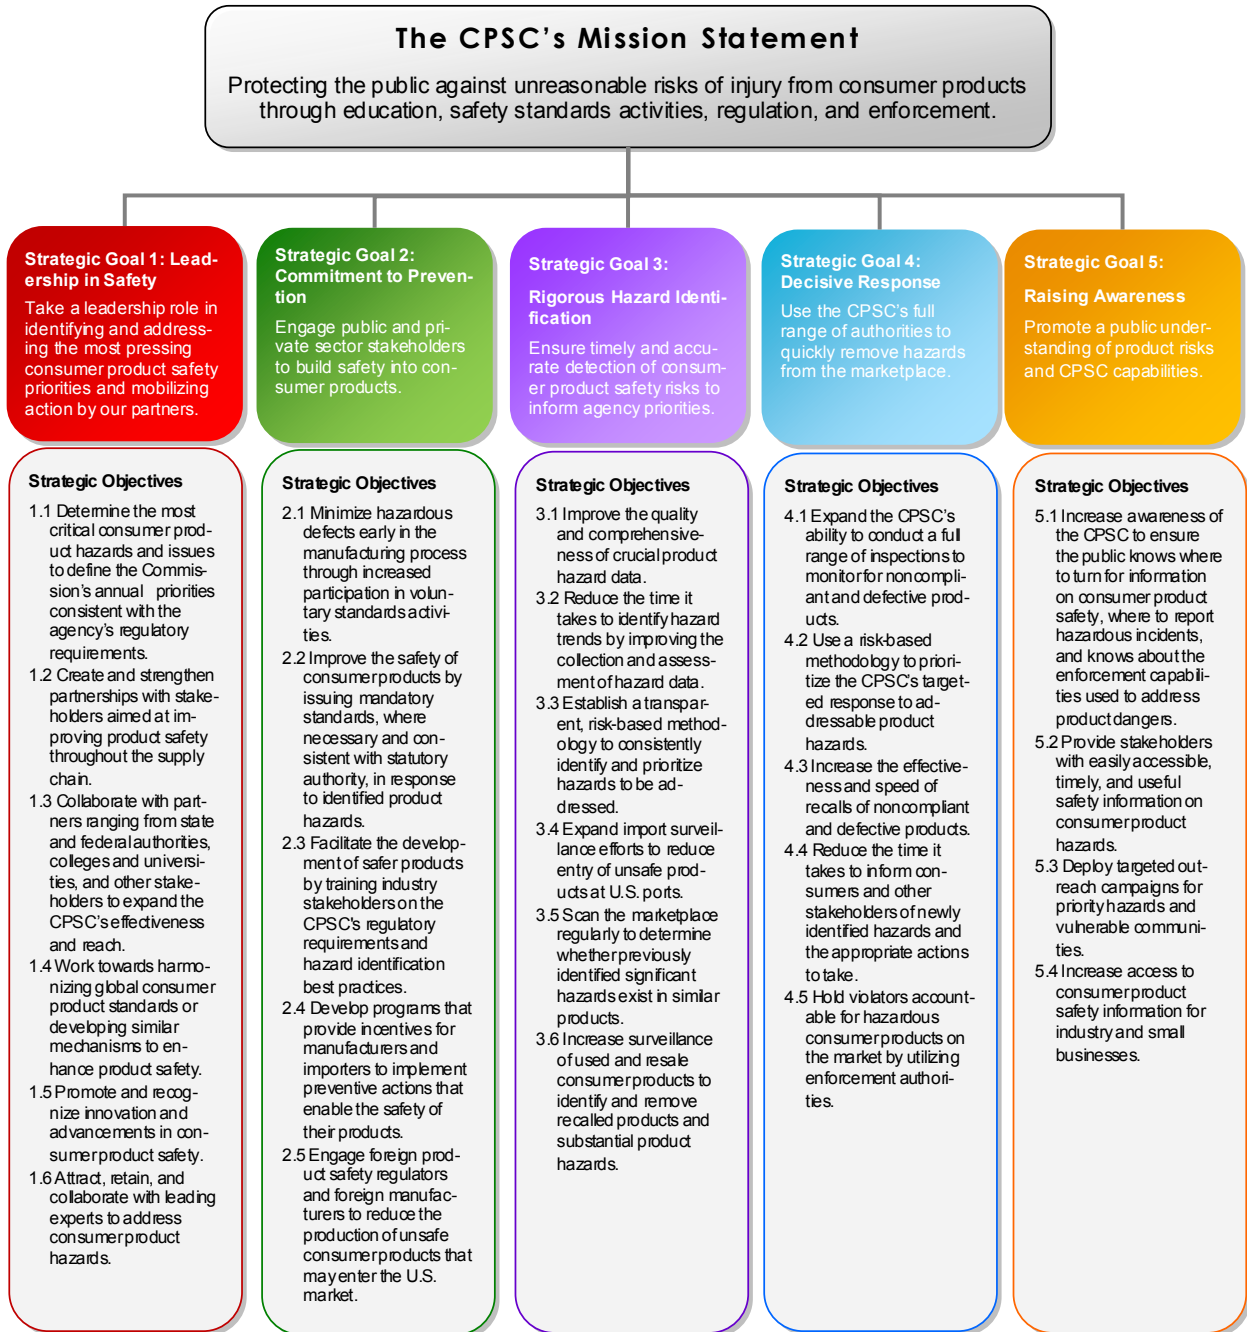 The CPSC's Mission Statement
Protecting the public against unreasonable risks of injury from consumer products
through education, safety standards activities, regulation, and enforcement.
Strategic Goal 1: Lead-
ership in Safety
Take a leadership role in
identifying and address-
ing the most pressing
consumer product safety
priorities and mobilizing
action by our partners.
Strategic Objectives
1.1 Determine the most
critical consumer prod-
uct hazards and issues
to define the Commis-
sion's annual priorities
consistent with the
agency's regulatory
requirements.
1.2 Create and strengthen
partnerships with stake-
holders aimed at im-
proving product safety
throughout the supply
chain.
1.3 Collaborate with part-
ners ranging from state
and federal authorities,
colleges and universi-
ties, and other stake-
holders to expand the
CPSC's effectiveness
and reach.
1.4 Work towards harmo-
nizing global consumer
product standards or
developing similar
mechanisms to en-
hance product safety.
1.5 Promote and recog-
nize innovation and
advancements in con-
sumer product safety.
1.6 Attract, retain, and
collaborate with leading
experts to address
consumer product
hazards.
Strategic Goal 2:
Commitment to Preven-
tion
Engage public and pri-
vate sector stakeholders
to build safety into con-
sumer products.
Strategic Objectives
2.1 Minimize hazardous
defects early in the
manufacturing process
through increased
participation in volun-
tary standards activi-
ties.
2.2 Improve the safety of
consumer products by
issuing mandatory
standards, where
necessary and con-
sistent with statutory
authority, in response
to identified product
hazards.
2.3 Facilitate the develop-
ment of safer products
by training industry
stakeholders on the
CPSC's regulatory
requirements and
hazard identification
best practices.
2.4 Develop programs that
provide incentives for
manufacturers and
importers to implement
preventive actions that
enable the safety of
their products.
2.5 Engage foreign prod-
uct safety regulators
and foreign manufac-
turers to reduce the
production of unsafe
consumer products that
may enter the U.S.
market.
Strategic Goal 3:
Rigorous Hazard Identi-
fication
Ensure timely and accu-
rate detection of consum-
er product safety risks to
inform agency priorities.
Strategic Objectives
3.1 Improve the quality
and comprehensive-
ness of crucial product
hazard data.
3.2 Reduce the time it
takes to identify hazard
trends by improving the
collection and assess-
ment of hazard data.
3.3 Establish a transpar-
ent, risk-based method-
ology to consistently
identify and prioritize
hazards to be ad-
dressed.
3.4 Expand import surveil-
lance efforts to reduce
entry of unsafe prod-
ucts at U.S. ports.
3.5 Scan the marketplace
regularly to determine
whether previously
identified significant
hazards exist in similar
products.
3.6 Increase surveillance
of used and resale
consumer products to
identify and remove
recalled products and
substantial product
hazards.
Strategic Goal 4:
Decisive Response
Use the CPSC's full
range of authorities to
quickly remove hazards
from the marketplace.
Strategic Objectives
4.1 Expand the CPSC's
ability to conduct a full
range of inspections to
monitor for noncompli-
ant and defective prod-
ucts.
4.2 Use a risk-based
methodology to priori-
tize the CPSC's target-
ed response to ad-
dressable product
hazards.
4.3 Increase the effective-
ness and speed of
recalls of noncompliant
and defective products.
4.4 Reduce the time it
takes to inform con-
sumers and other
stakeholders of newly
identified hazards and
the appropriate actions
to take.
4.5 Hold violators account-
able for hazardous
consumer products on
the market by utilizing
enforcement authori-
ties.
Strategic Goal 5:
Raising Awareness
Promote a public under-
standing of product risks
and CPSC capabilities.
Strategic Objectives
5.1 Increase awareness of
the CPSC to ensure
the public knows where
to turn for information
on consumer product
safety, where to report
hazardous incidents,
and knows about the
enforcement capabili-
ties used to address
product dangers.
5.2 Provide stakeholders
with easily accessible,
timely, and useful
safety information on
consumer product
hazards.
5.3 Deploy targeted out-
reach campaigns for
priority hazards and
vulnerable communi-
ties.
5.4 Increase access to
consumer product
safety information for
industry and small
businesses.